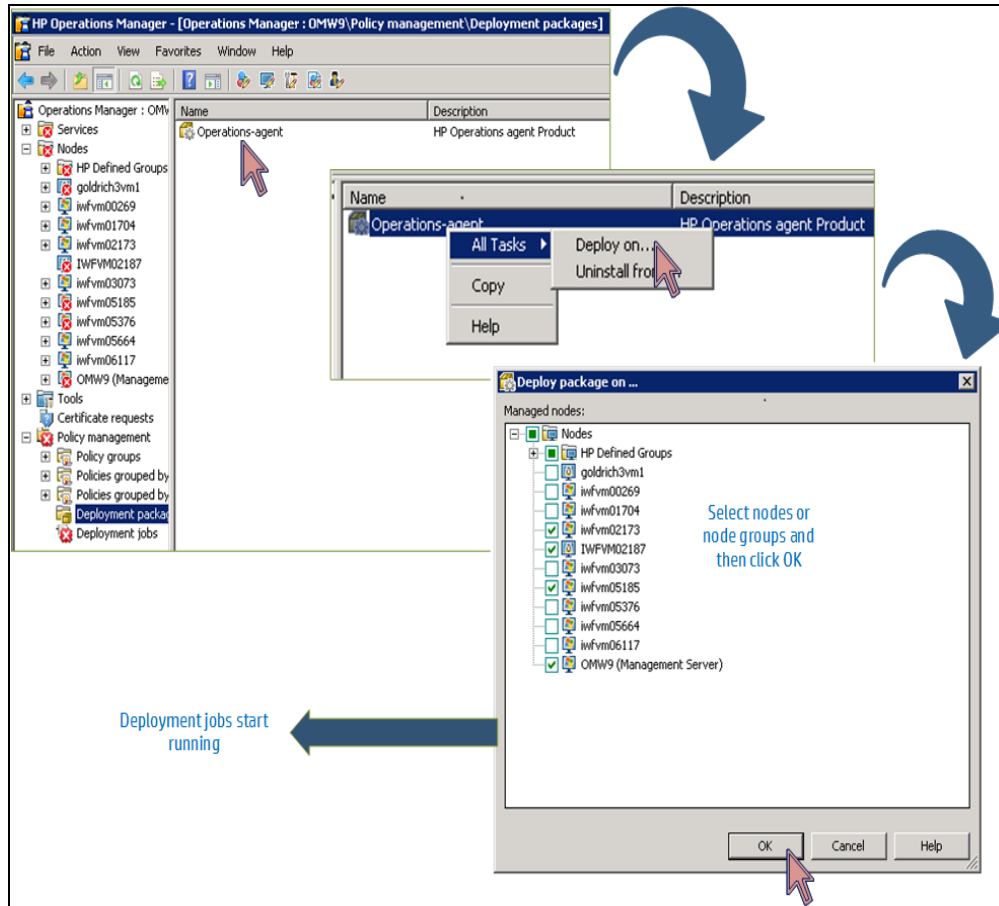 HP Operations Manager - [Operations Manager : OMW9\Policy management\Deployment packages]
File Action View Favorites Window Help
Operations Manager : OMW
Name Description
Services
Operations-agent HP Operations agent Product
Nodes
HP Defined Groups
goldrich3vm1
iwfvm00269
iwfvm01704
iwfvm02173
IWFVM02187
iwfvm03073
iwfvm05185
iwfvm05376
iwfvm05664
iwfvm06117
OMW9 (Manageme
Tools
Certificate requests
Policy management
Policy groups
Policies grouped by
Policies grouped by
Deployment packag
Deployment jobs
Name Description
Operations-agent HP Operations agent Product
All Tasks
Deploy on...
Uninstall from
Copy
Help
Deploy package on ...
Managed nodes:
Nodes
HP Defined Groups
goldrich3vm1
iwfvm00269
iwfvm01704
iwfvm02173
IWFVM02187
iwfvm03073
iwfvm05185
iwfvm05376
iwfvm05664
iwfvm06117
OMW9 (Management Server)
Select nodes or
node groups and
then click OK
Deployment jobs start
running
OK Cancel Help